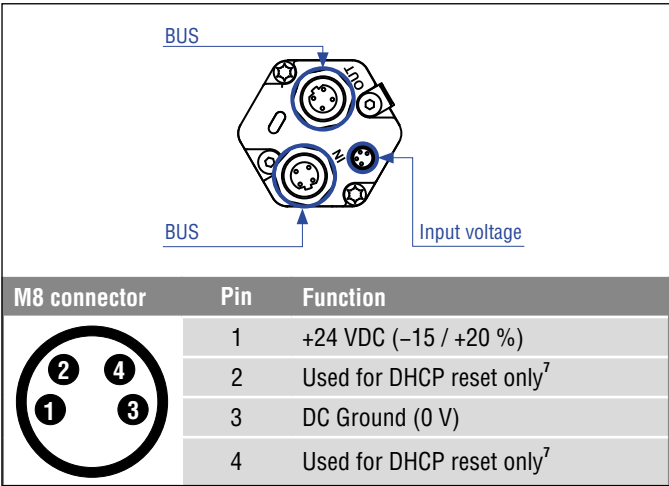 BUS
OUT
IN
BUS
Input voltage
M8 connector Pin Function
1 +24 VDC (−15 / +20 %)
2 Used for DHCP reset only⁷
3 DC Ground (0 V)
4 Used for DHCP reset only⁷
2 4
1 3